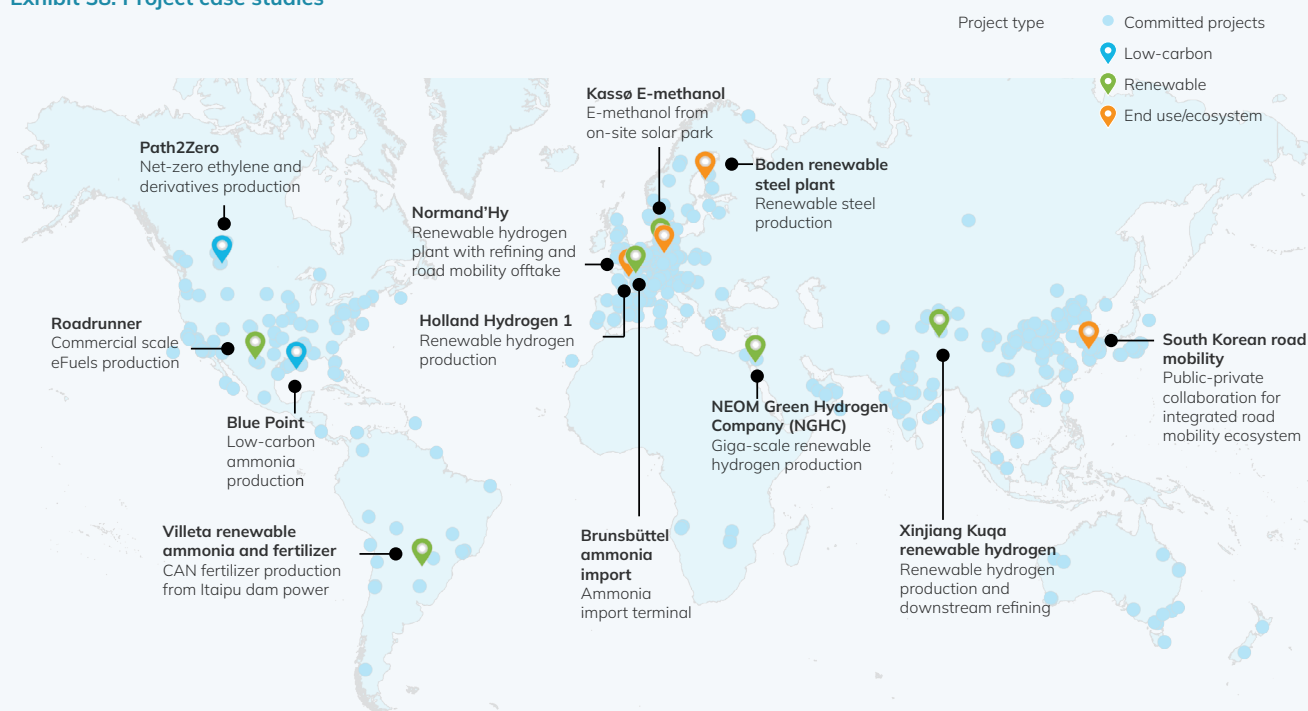 Exhibit 38: Project case studies
Project type
Committed projects
Low-carbon
Renewable
End use/ecosystem
Kassø E-methanol
E-methanol from
on-site solar park
Path2Zero
Net-zero ethylene and
derivatives production
Boden renewable
steel plant
Renewable steel
production
Normand’Hy
Renewable hydrogen
plant with refining and
road mobility offtake
Roadrunner
Commercial scale
eFuels production
Holland Hydrogen 1
Renewable hydrogen
production
South Korean road
mobility
Public-private
collaboration for
integrated road
mobility ecosystem
Blue Point
Low-carbon
ammonia
production
NEOM Green Hydrogen
Company (NGHC)
Giga-scale renewable
hydrogen production
Villeta renewable
ammonia and fertilizer
CAN fertilizer production
from Itaipu dam power
Brunsbüttel
ammonia
import
Ammonia
import terminal
Xinjiang Kuqa
renewable hydrogen
Renewable hydrogen
production and
downstream refining